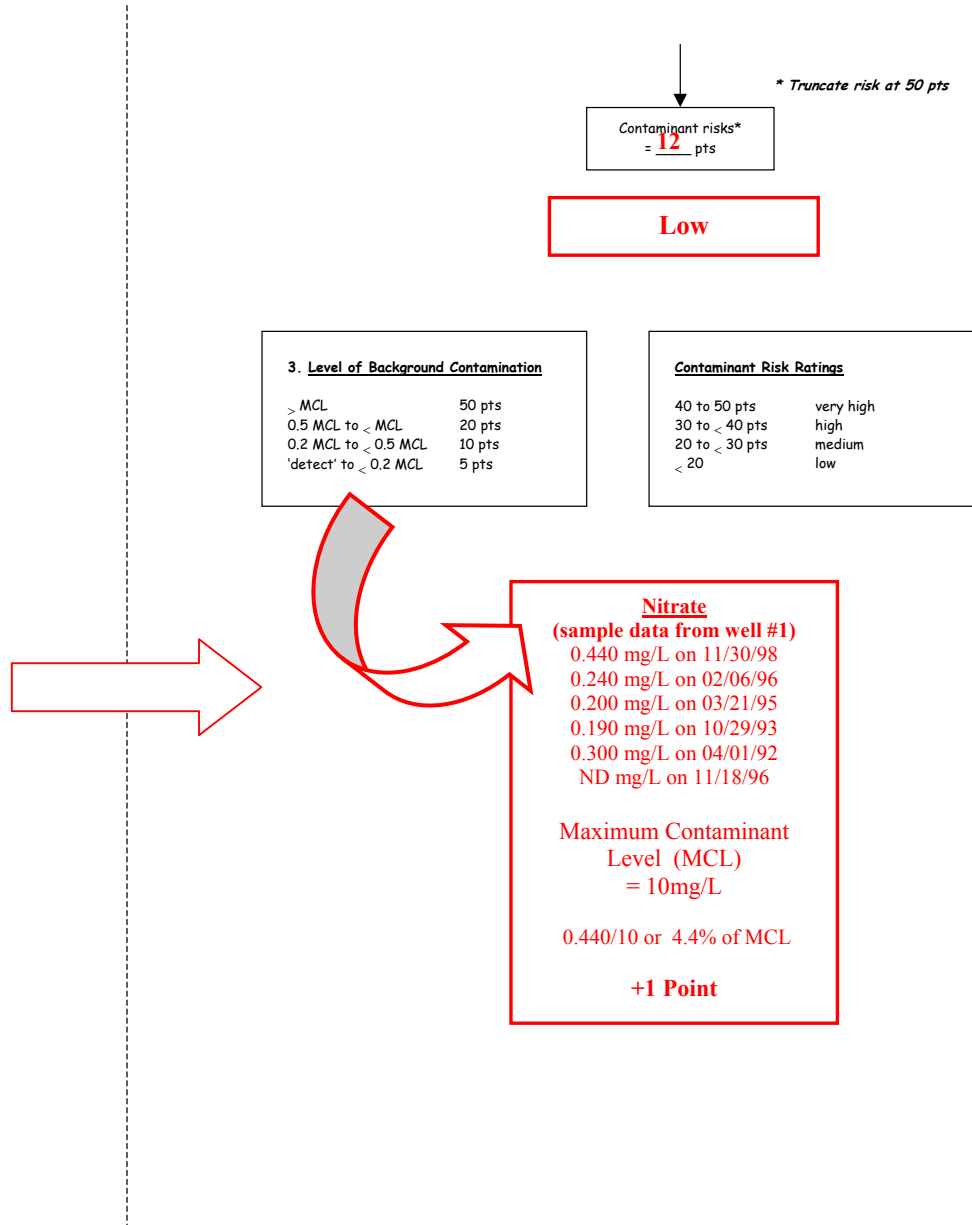 * Truncate risk at 50 pts
Contaminant risks*
= 12 pts
Low
3. Level of Background Contamination
> MCL 50 pts
0.5 MCL to < MCL 20 pts
0.2 MCL to < 0.5 MCL 10 pts
'detect' to < 0.2 MCL 5 pts
Contaminant Risk Ratings
40 to 50 pts very high
30 to < 40 pts high
20 to < 30 pts medium
< 20 low
Nitrate
(sample data from well #1)
0.440 mg/L on 11/30/98
0.240 mg/L on 02/06/96
0.200 mg/L on 03/21/95
0.190 mg/L on 10/29/93
0.300 mg/L on 04/01/92
ND mg/L on 11/18/96
Maximum Contaminant
Level (MCL)
= 10mg/L
0.440/10 or 4.4% of MCL
+1 Point